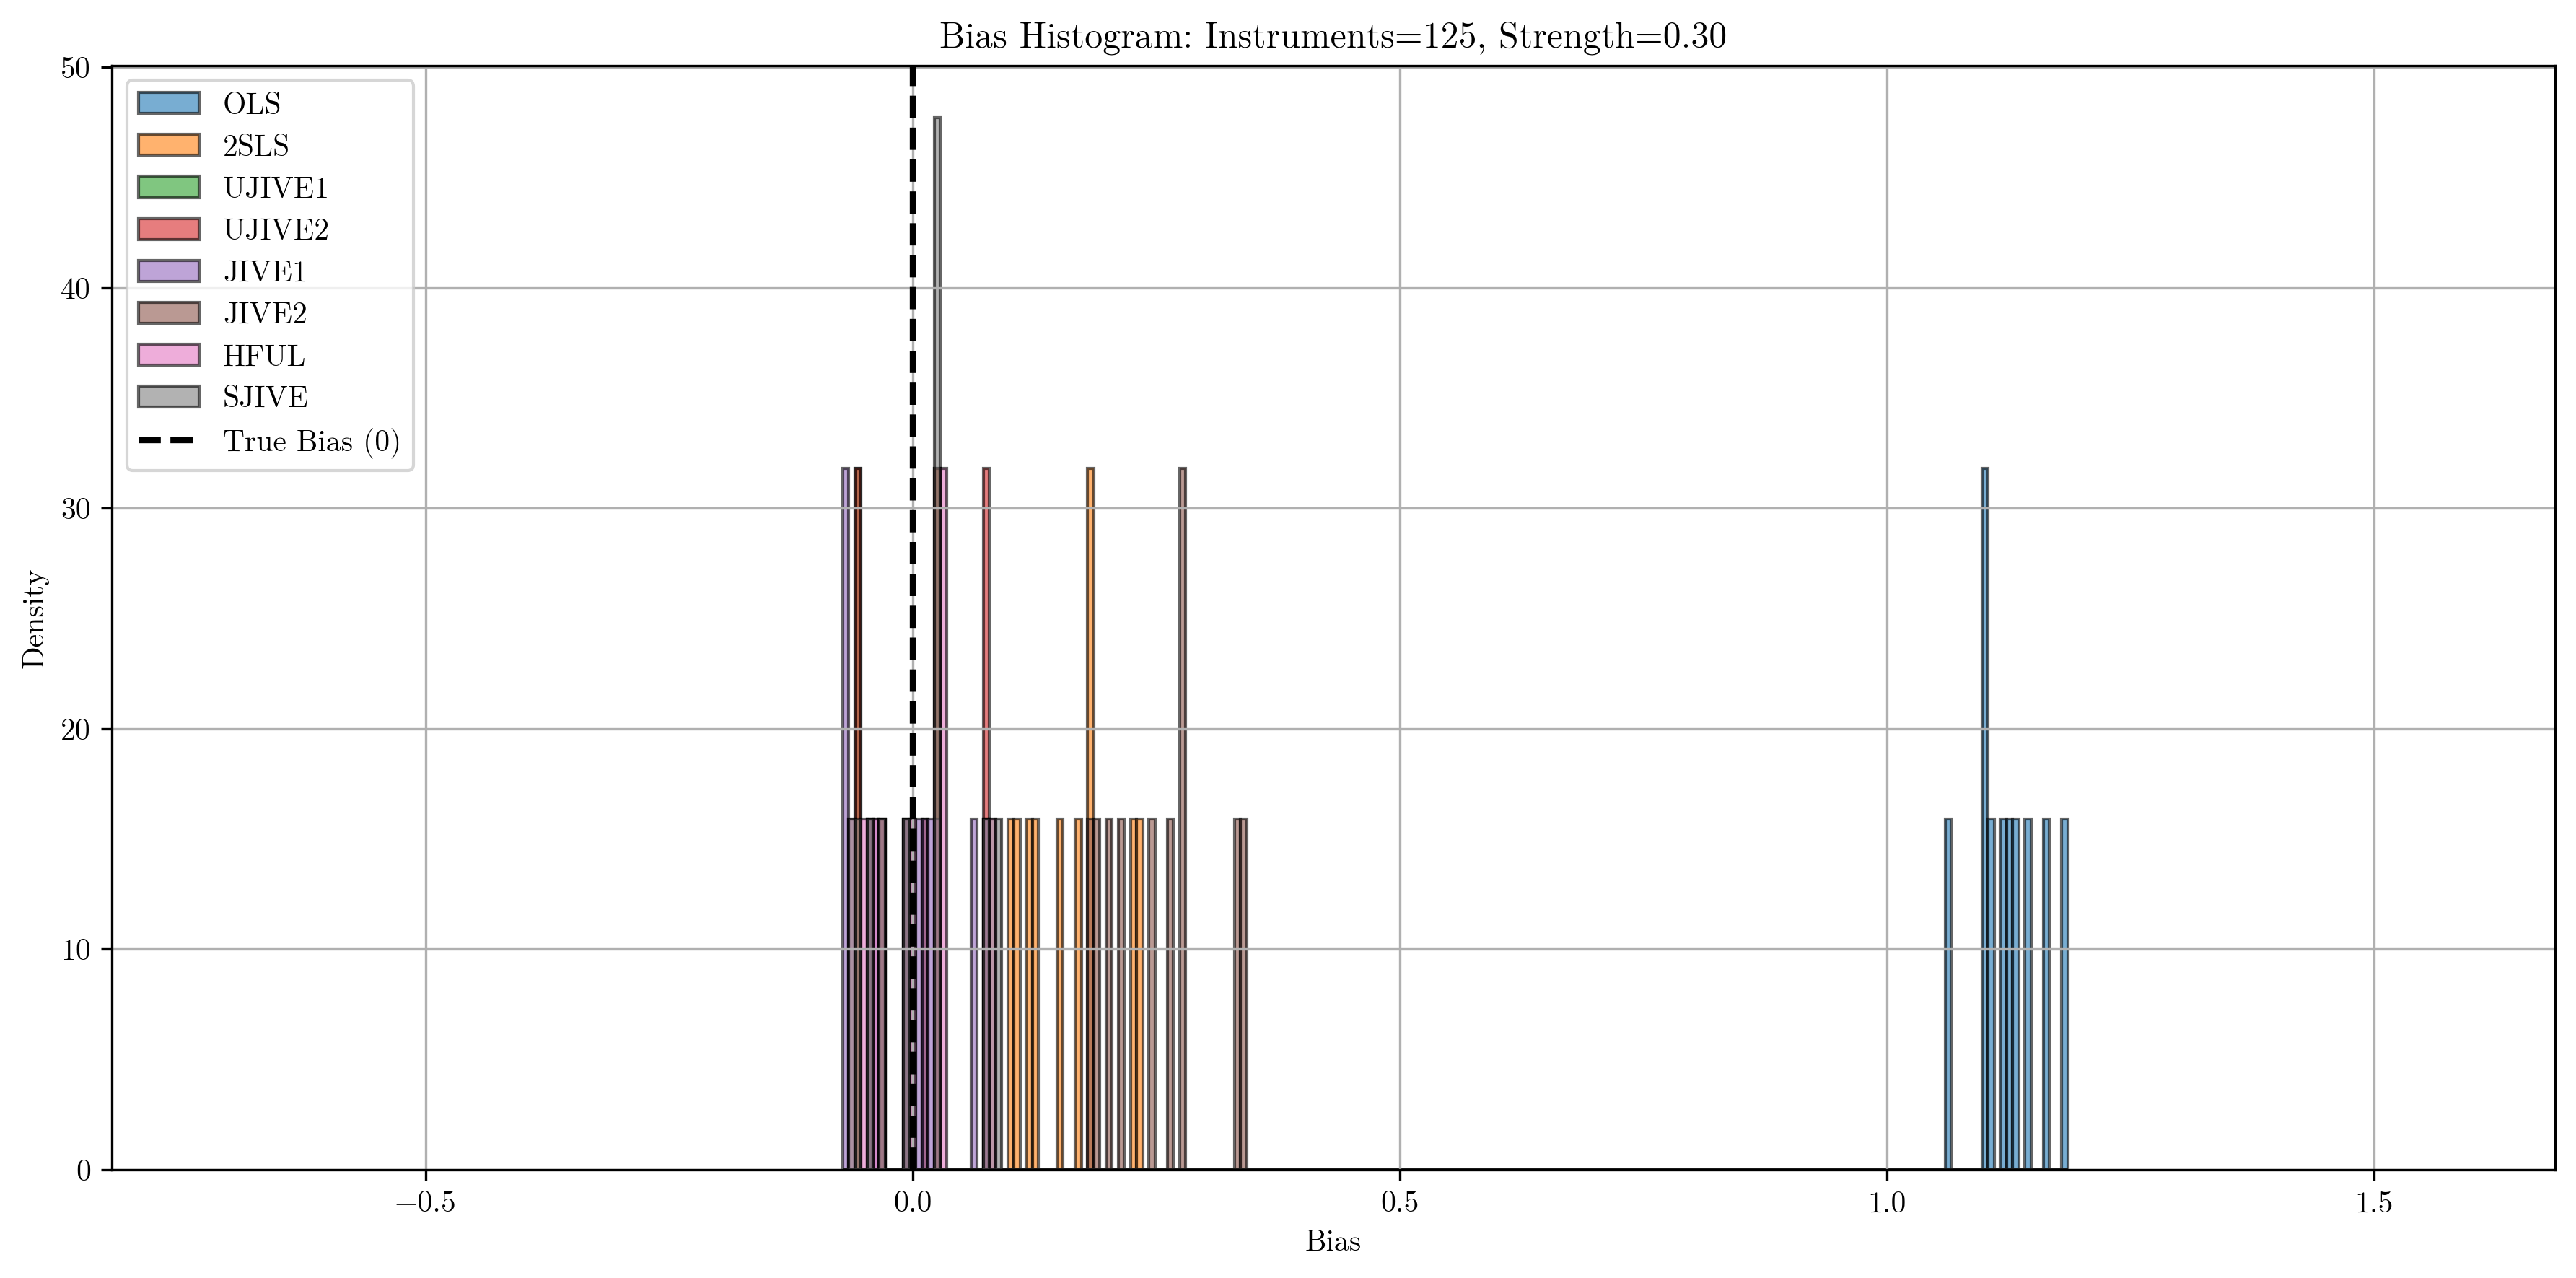 Bias Histogram: Instruments=125, Strength=0.30
50
40
30
20
10
0
Density
OLS
2SLS
UJIVE1
UJIVE2
JIVE1
JIVE2
HFUL
SJIVE
True Bias (0)
−0.5
0.0
0.5
1.0
1.5
Bias